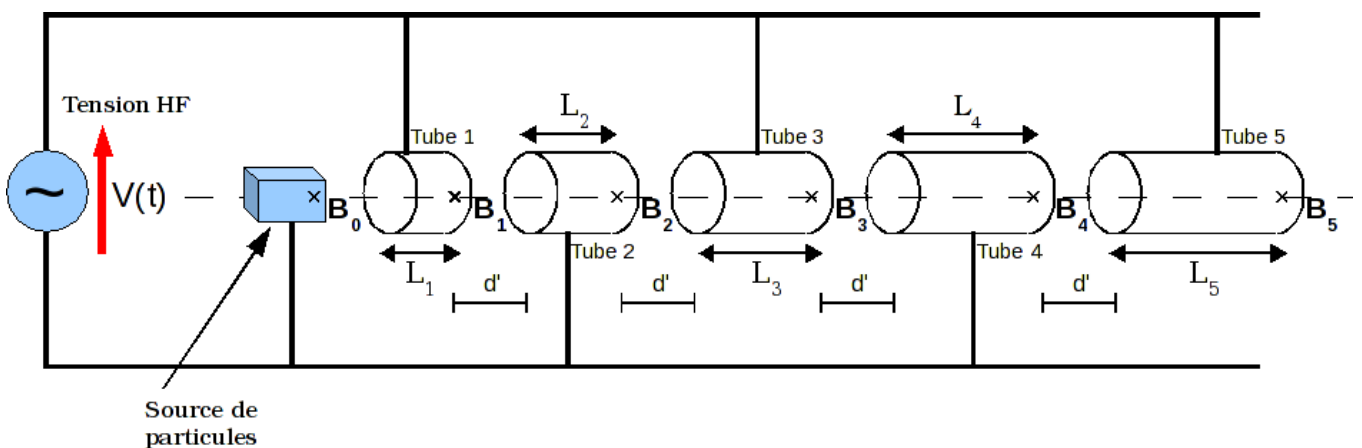 Tension HF
~
V(t)
B₀
Tube 1
B₁
L₁
d'
L₂
B₂
Tube 2
d'
Tube 3
B₃
L₃
d'
L₄
B₄
Tube 4
d'
Tube 5
B₅
L₅
Source de
particules